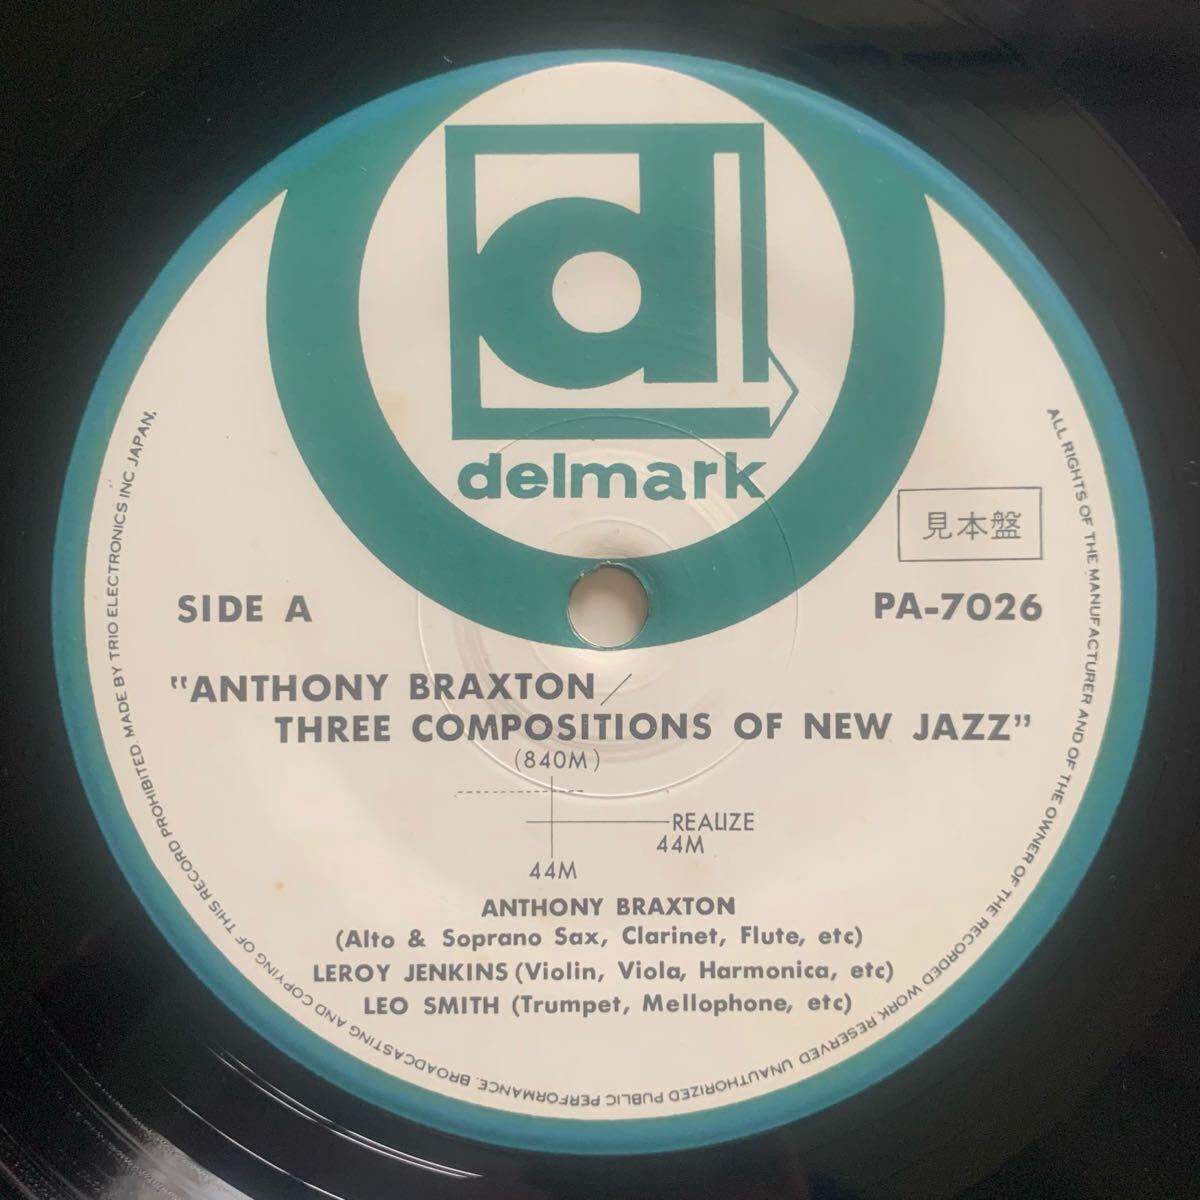 d
delmark
見本盤
SIDE A
PA-7026
"ANTHONY BRAXTON/
THREE COMPOSITIONS OF NEW JAZZ"
(840M)
REALIZE
44M
44M
ANTHONY BRAXTON
(Alto & Soprano Sax, Clarinet, Flute, etc)
LEROY JENKINS (Violin, Viola, Harmonica, etc)
LEO SMITH (Trumpet, Mellophone, etc)
ALL RIGHTS OF THE MANUFACTURER AND OF THE OWNER OF THE RECORDED WORK RESERVED UNAUTHORIZED PUBLIC PERFORMANCE. BROADCASTING AND COPYING OF THIS RECORD PROHIBITED. MADE BY TRIO ELECTRONICS INC JAPAN.